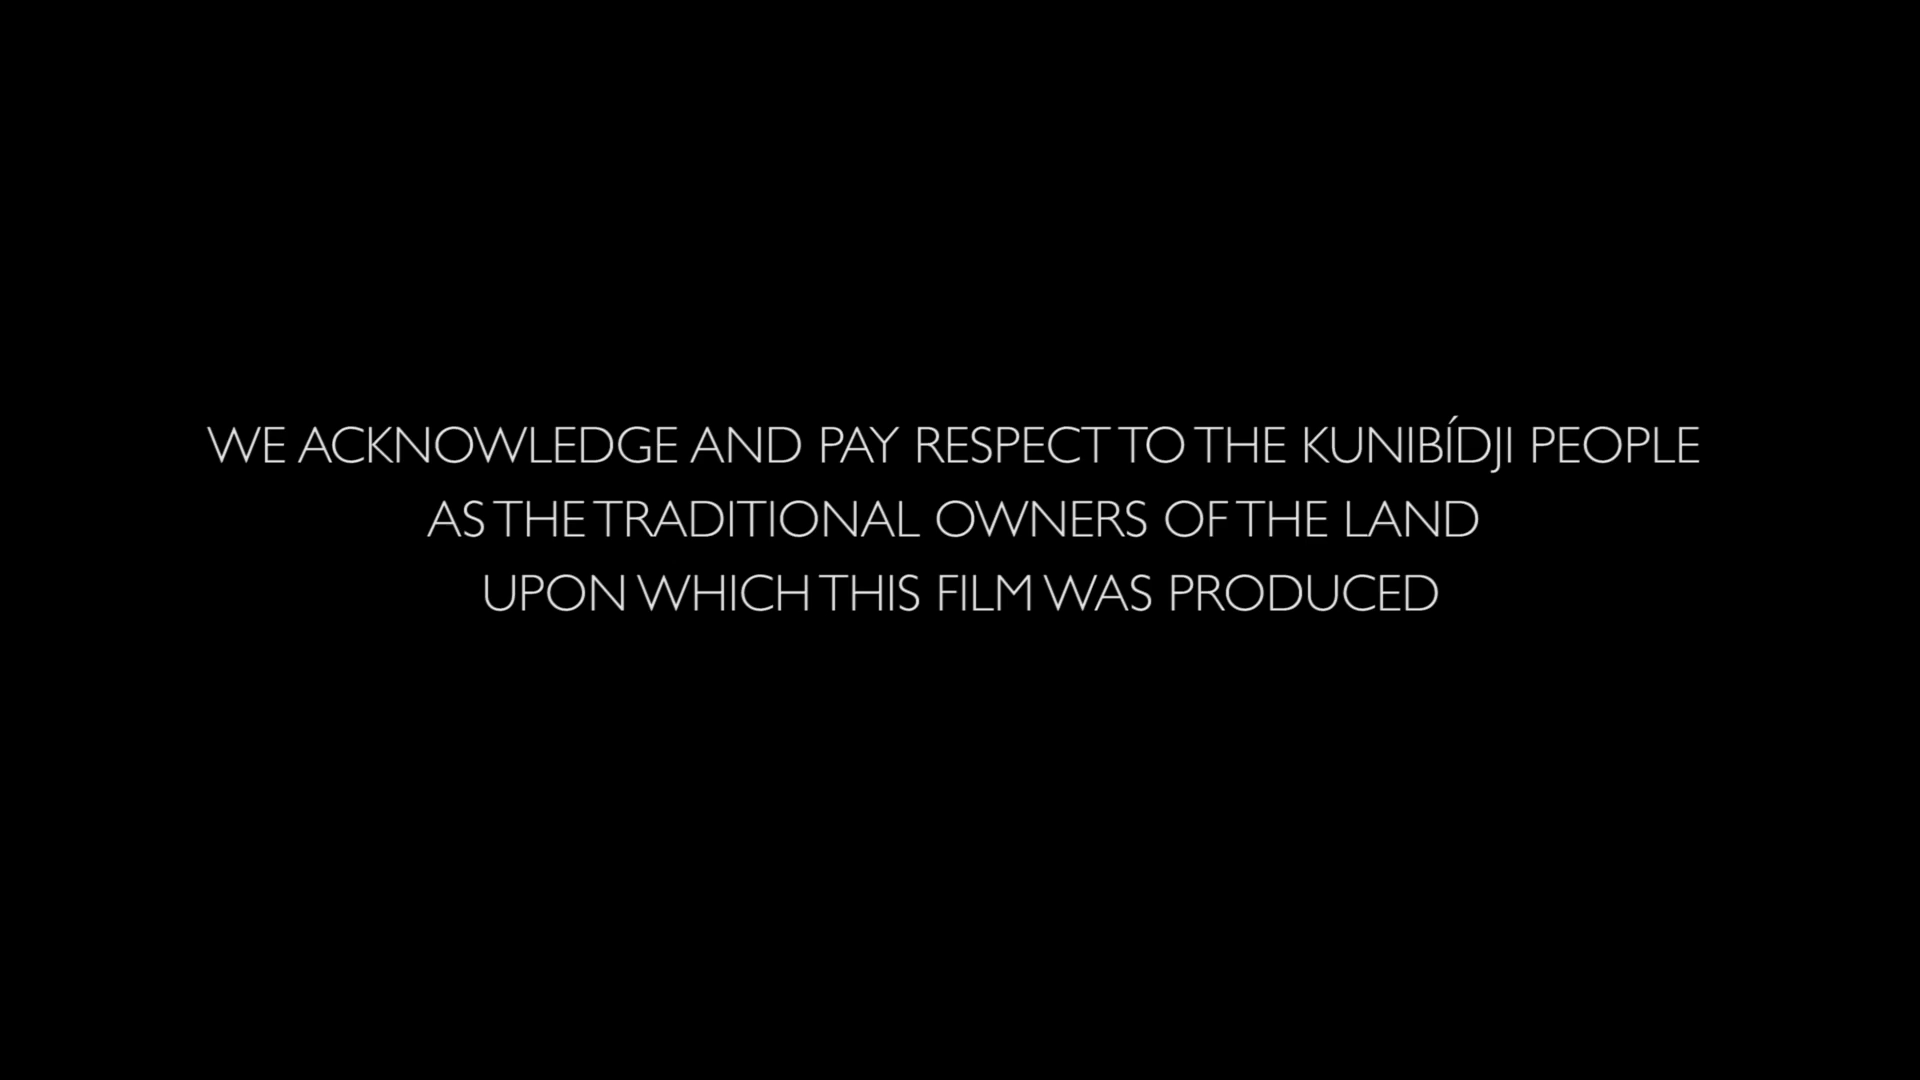 WE ACKNOWLEDGE AND PAY RESPECT TO THE KUNIBÍDJI PEOPLE
AS THE TRADITIONAL OWNERS OF THE LAND
UPON WHICH THIS FILM WAS PRODUCED